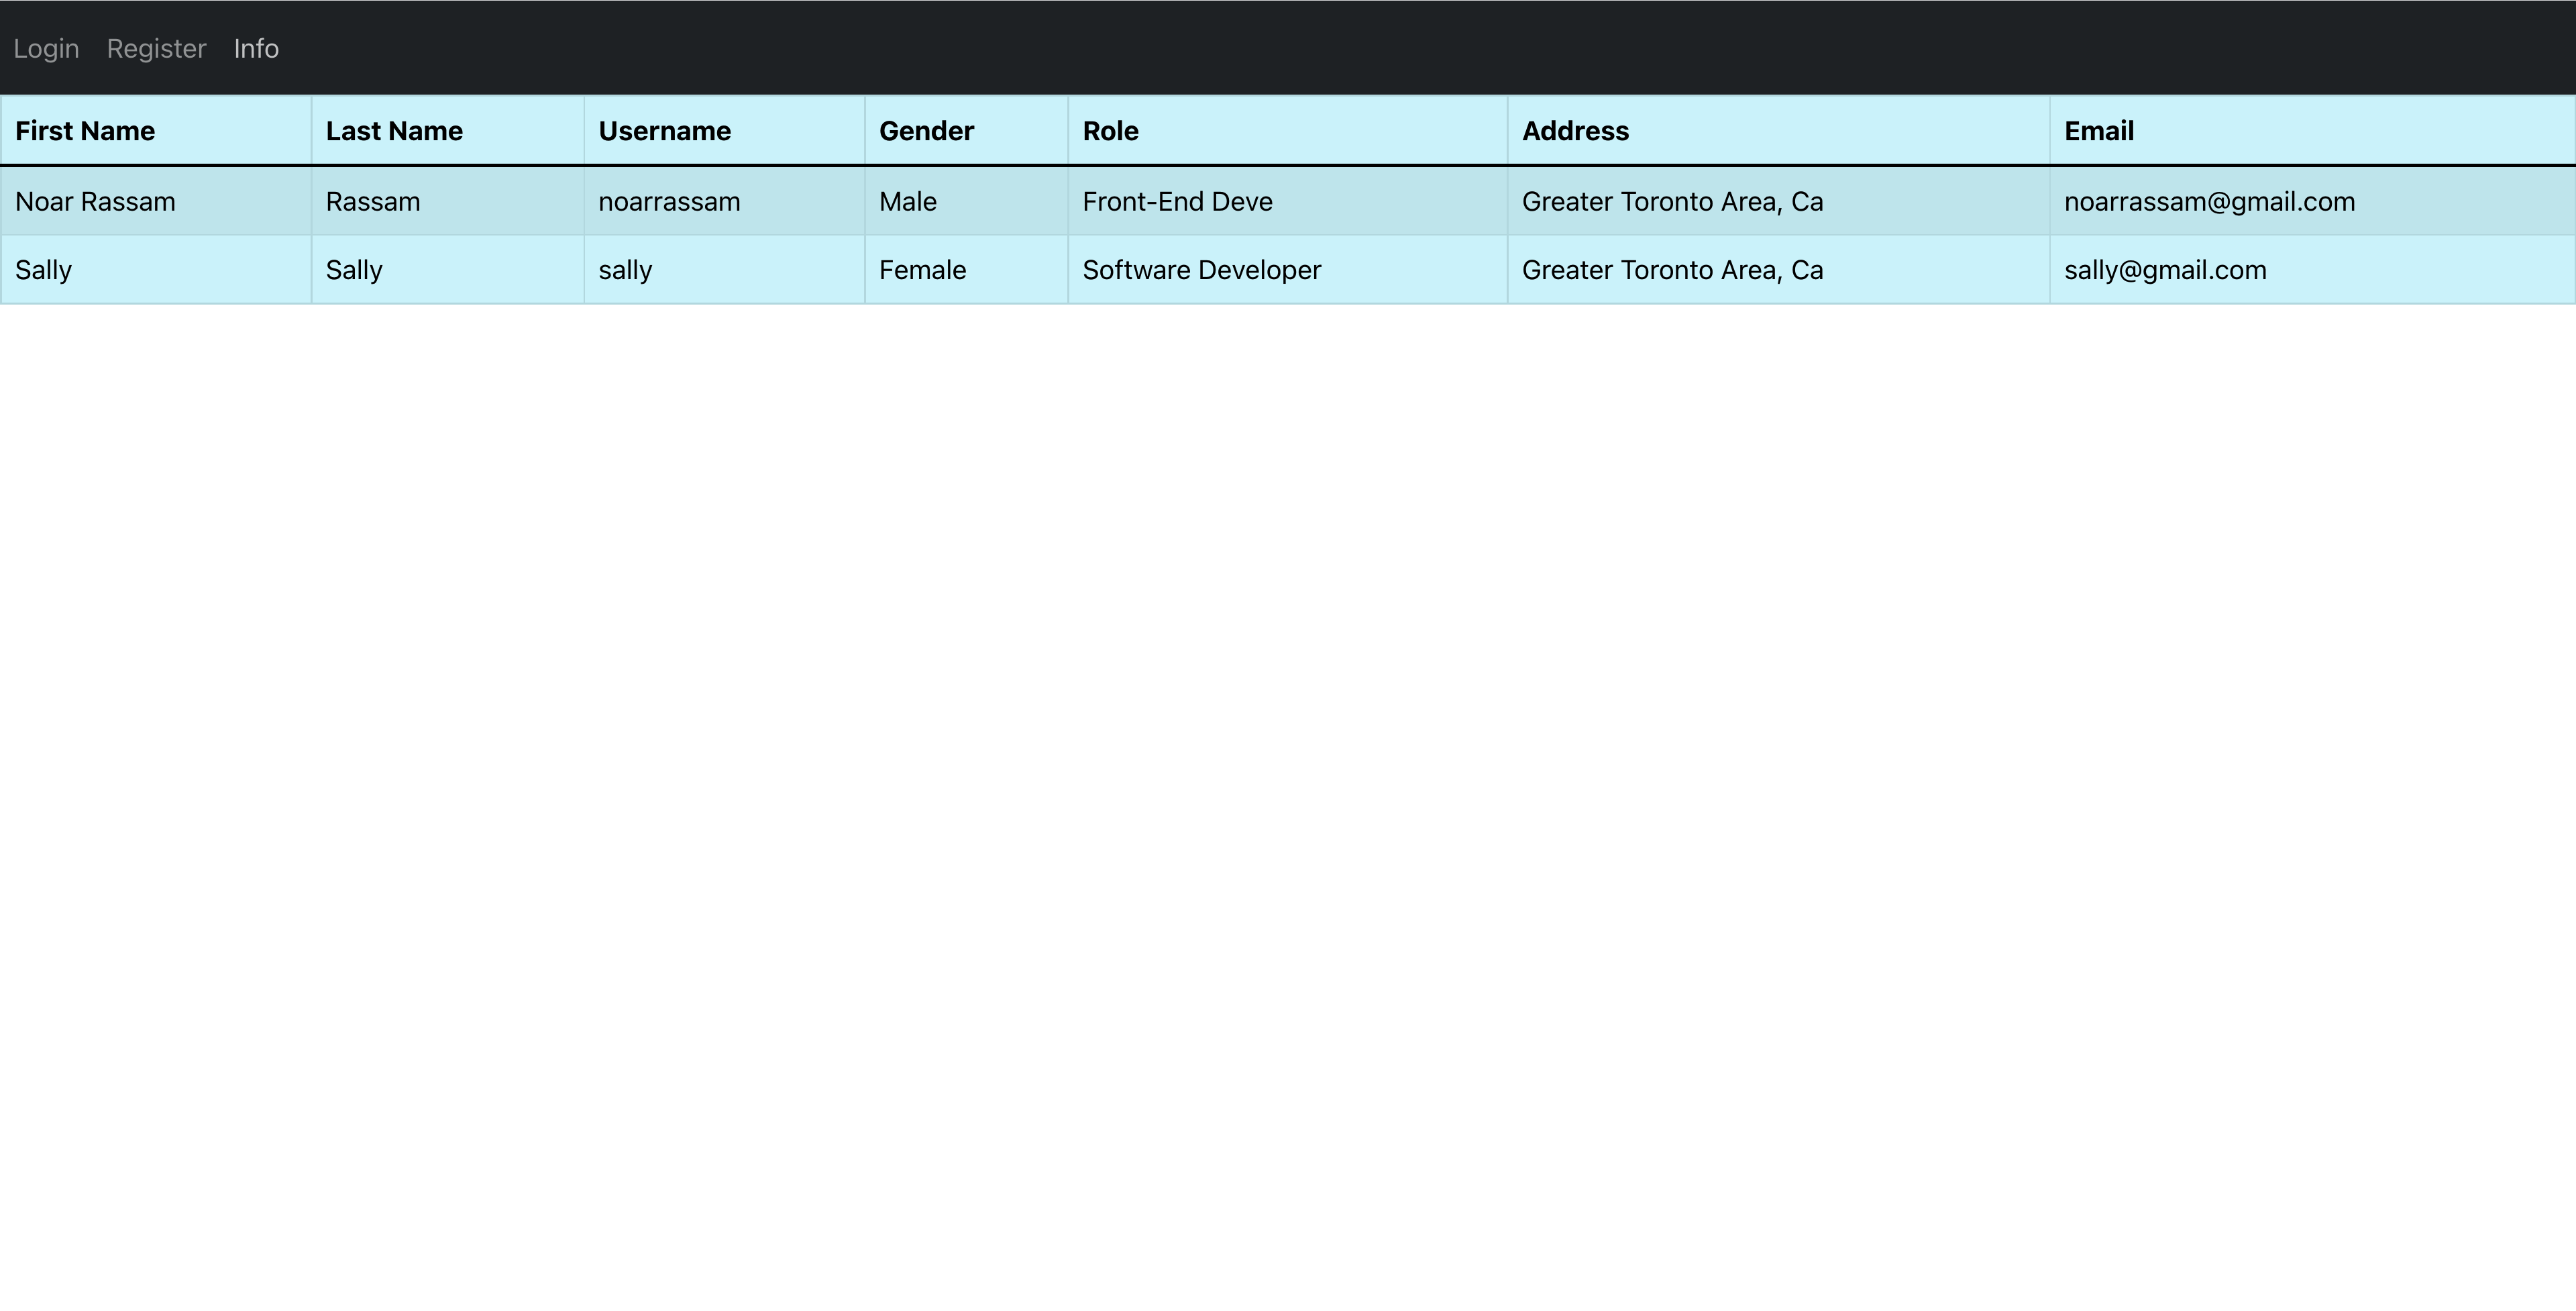 Login Register Info
First Name Last Name Username Gender Role Address Email
Noar Rassam Rassam noarrassam Male Front-End Deve Greater Toronto Area, Ca noarrassam@gmail.com
Sally Sally sally Female Software Developer Greater Toronto Area, Ca sally@gmail.com